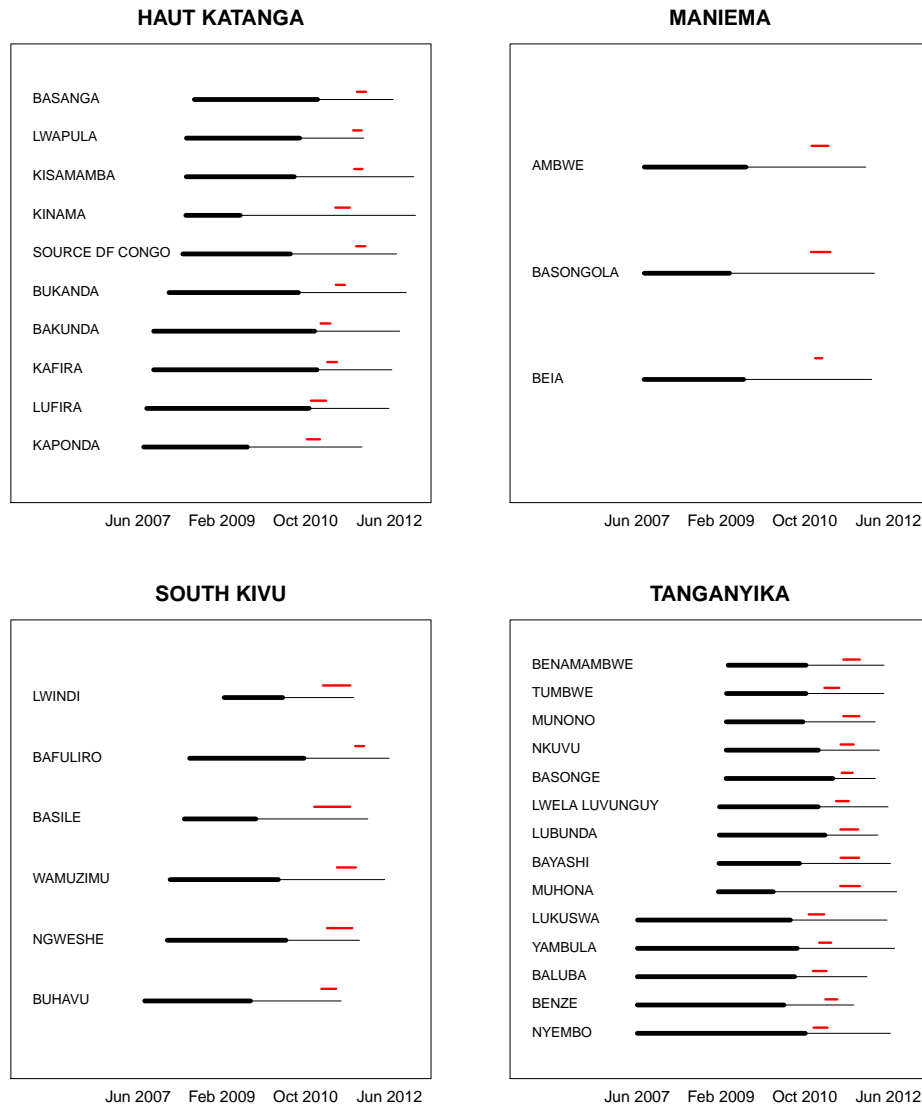 HAUT KATANGA
BASANGA
LWAPULA
KISAMAMBA
KINAMA
SOURCE DF CONGO
BUKANDA
BAKUNDA
KAFIRA
LUFIRA
KAPONDA
Jun 2007 Feb 2009 Oct 2010 Jun 2012
MANIEMA
AMBWE
BASONGOLA
BEIA
Jun 2007 Feb 2009 Oct 2010 Jun 2012
SOUTH KIVU
LWINDI
BAFULIRO
BASILE
WAMUZIMU
NGWESHE
BUHAVU
Jun 2007 Feb 2009 Oct 2010 Jun 2012
TANGANYIKA
BENAMAMBWE
TUMBWE
MUNONO
NKUVU
BASONGE
LWELA LUVUNGUY
LUBUNDA
BAYASHI
MUHONA
LUKUSWA
YAMBULA
BALUBA
BENZE
NYEMBO
Jun 2007 Feb 2009 Oct 2010 Jun 2012